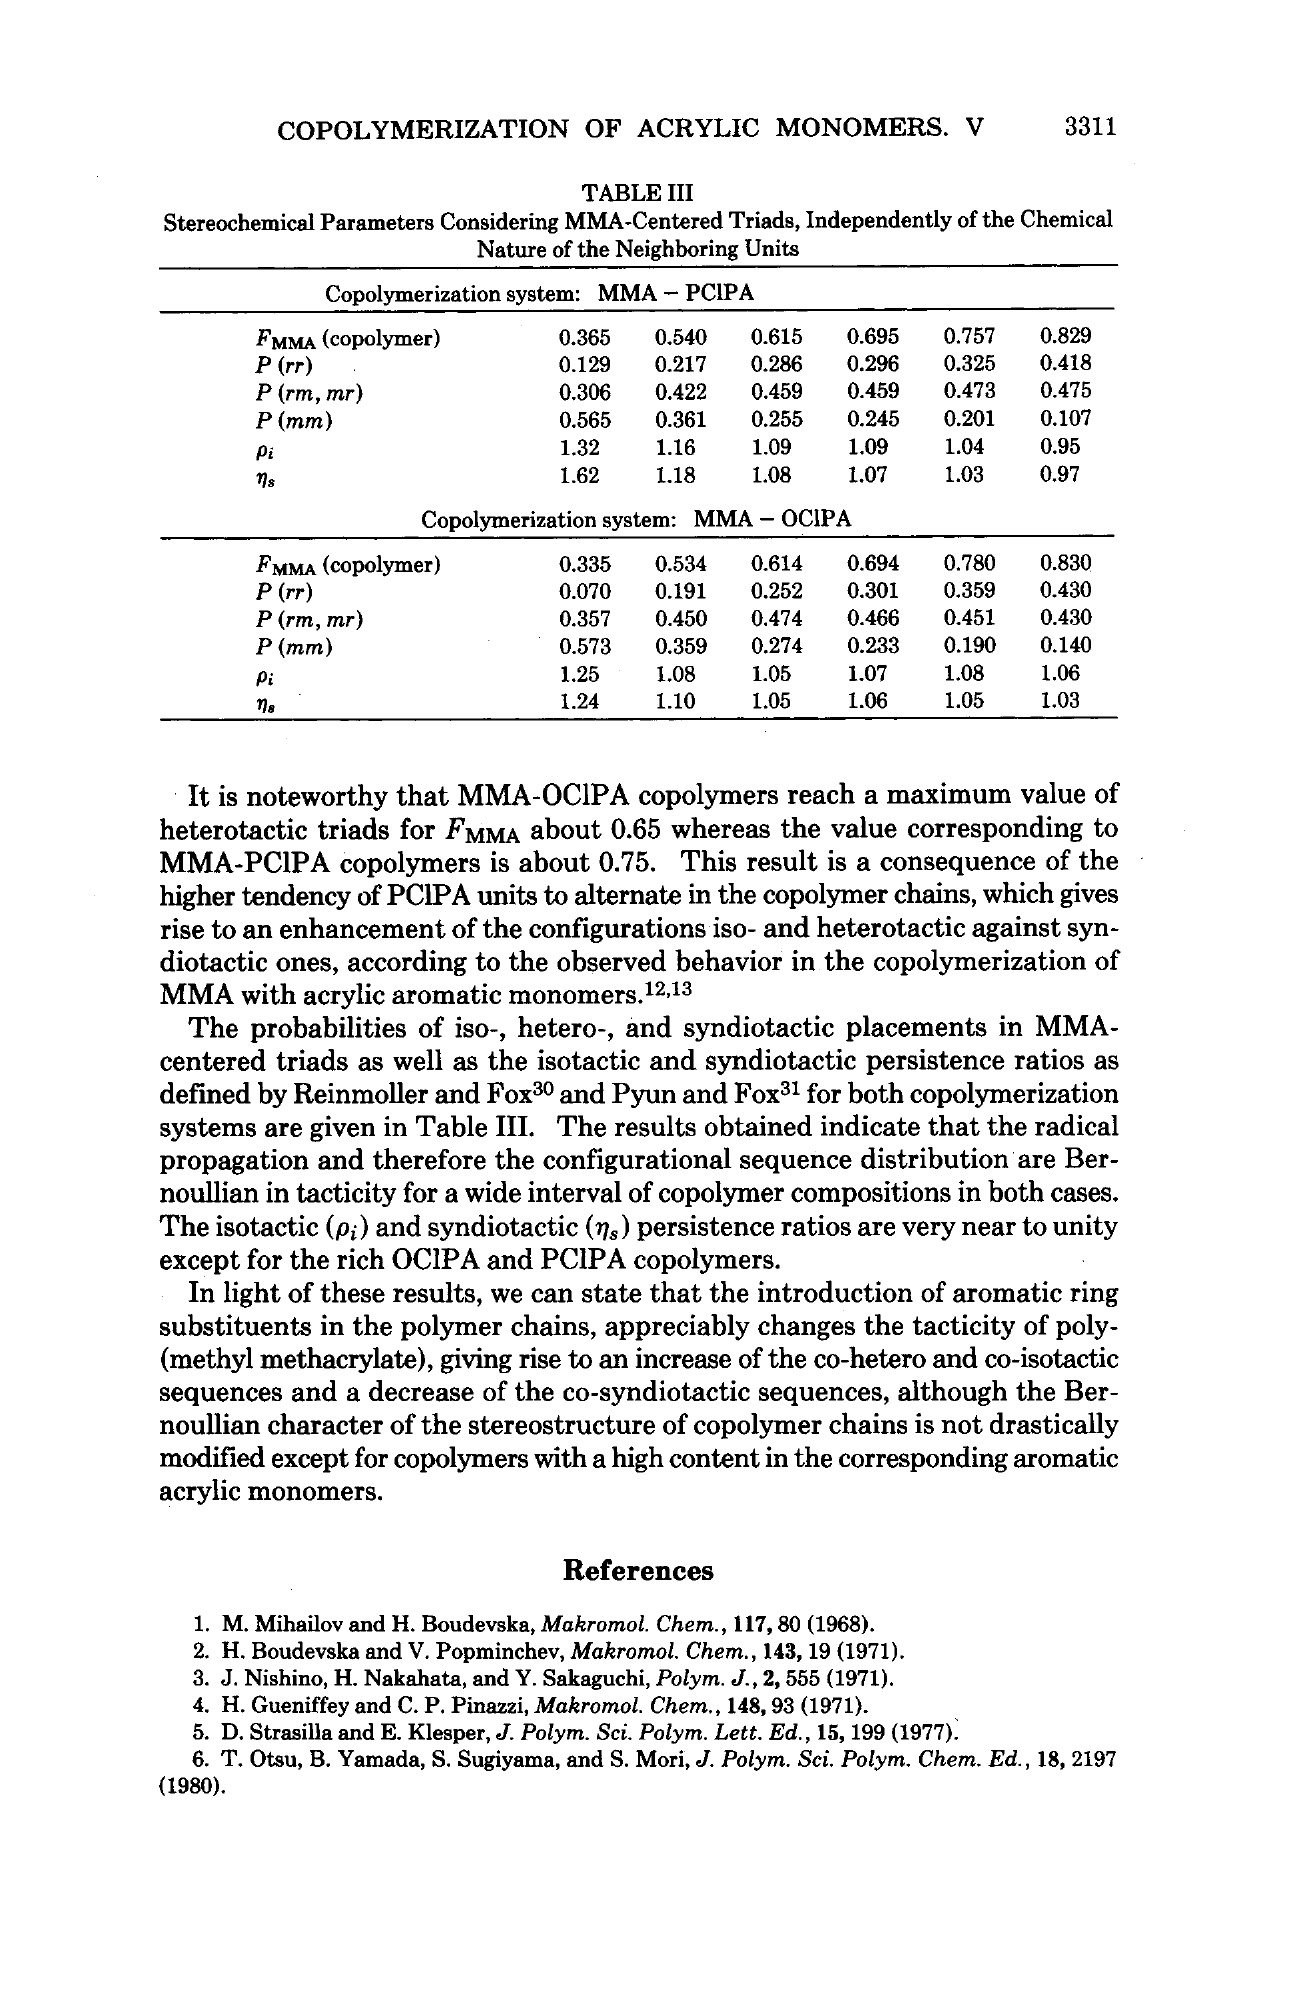 COPOLYMERIZATION OF ACRYLIC MONOMERS. V 3311
TABLE III
Stereochemical Parameters Considering MMA-Centered Triads, Independently of the Chemical
Nature of the Neighboring Units
Copolymerization system: MMA – PClPA
FMMA (copolymer) 0.365 0.540 0.615 0.695 0.757 0.829
P (rr) 0.129 0.217 0.286 0.296 0.325 0.418
P (rm, mr) 0.306 0.422 0.459 0.459 0.473 0.475
P (mm) 0.565 0.361 0.255 0.245 0.201 0.107
ρi 1.32 1.16 1.09 1.09 1.04 0.95
ηs 1.62 1.18 1.08 1.07 1.03 0.97
Copolymerization system: MMA – OClPA
FMMA (copolymer) 0.335 0.534 0.614 0.694 0.780 0.830
P (rr) 0.070 0.191 0.252 0.301 0.359 0.430
P (rm, mr) 0.357 0.450 0.474 0.466 0.451 0.430
P (mm) 0.573 0.359 0.274 0.233 0.190 0.140
ρi 1.25 1.08 1.05 1.07 1.08 1.06
ηs 1.24 1.10 1.05 1.06 1.05 1.03
It is noteworthy that MMA-OClPA copolymers reach a maximum value of
heterotactic triads for FMMA about 0.65 whereas the value corresponding to
MMA-PClPA copolymers is about 0.75. This result is a consequence of the
higher tendency of PClPA units to alternate in the copolymer chains, which gives
rise to an enhancement of the configurations iso- and heterotactic against syn-
diotactic ones, according to the observed behavior in the copolymerization of
MMA with acrylic aromatic monomers.12,13
The probabilities of iso-, hetero-, and syndiotactic placements in MMA-
centered triads as well as the isotactic and syndiotactic persistence ratios as
defined by Reinmoller and Fox30 and Pyun and Fox31 for both copolymerization
systems are given in Table III. The results obtained indicate that the radical
propagation and therefore the configurational sequence distribution are Ber-
noullian in tacticity for a wide interval of copolymer compositions in both cases.
The isotactic (ρi) and syndiotactic (ηs) persistence ratios are very near to unity
except for the rich OClPA and PClPA copolymers.
In light of these results, we can state that the introduction of aromatic ring
substituents in the polymer chains, appreciably changes the tacticity of poly-
(methyl methacrylate), giving rise to an increase of the co-hetero and co-isotactic
sequences and a decrease of the co-syndiotactic sequences, although the Ber-
noullian character of the stereostructure of copolymer chains is not drastically
modified except for copolymers with a high content in the corresponding aromatic
acrylic monomers.
References
1. M. Mihailov and H. Boudevska, Makromol. Chem., 117, 80 (1968).
2. H. Boudevska and V. Popminchev, Makromol. Chem., 143, 19 (1971).
3. J. Nishino, H. Nakahata, and Y. Sakaguchi, Polym. J., 2, 555 (1971).
4. H. Gueniffey and C. P. Pinazzi, Makromol. Chem., 148, 93 (1971).
5. D. Strasilla and E. Klesper, J. Polym. Sci. Polym. Lett. Ed., 15, 199 (1977).
6. T. Otsu, B. Yamada, S. Sugiyama, and S. Mori, J. Polym. Sci. Polym. Chem. Ed., 18, 2197
(1980).